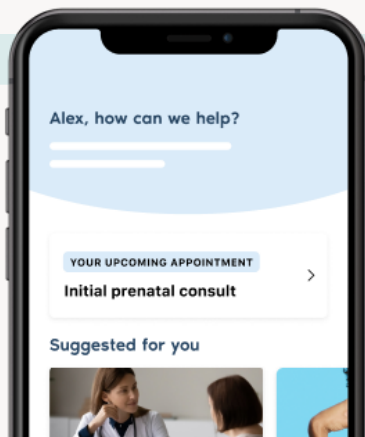 Alex, how can we help?
YOUR UPCOMING APPOINTMENT
Initial prenatal consult
Suggested for you